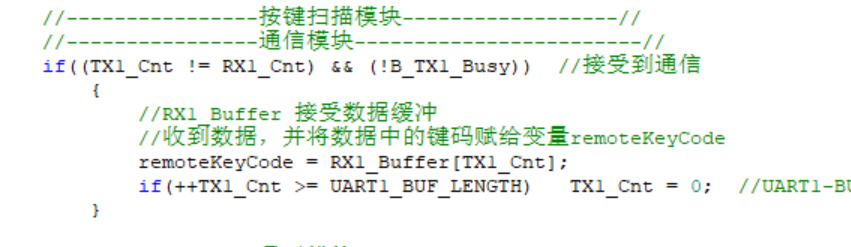 //----------------按键扫描模块------------------//
//----------------通信模块------------------------//
if((TX1_Cnt != RX1_Cnt) && (!B_TX1_Busy))  //接受到通信
{
//RX1_Buffer 接受数据缓冲
//收到数据，并将数据中的键码赋给变量remoteKeyCode
remoteKeyCode = RX1_Buffer[TX1_Cnt];
if(++TX1_Cnt >= UART1_BUF_LENGTH)   TX1_Cnt = 0;  //UART1-BU
}